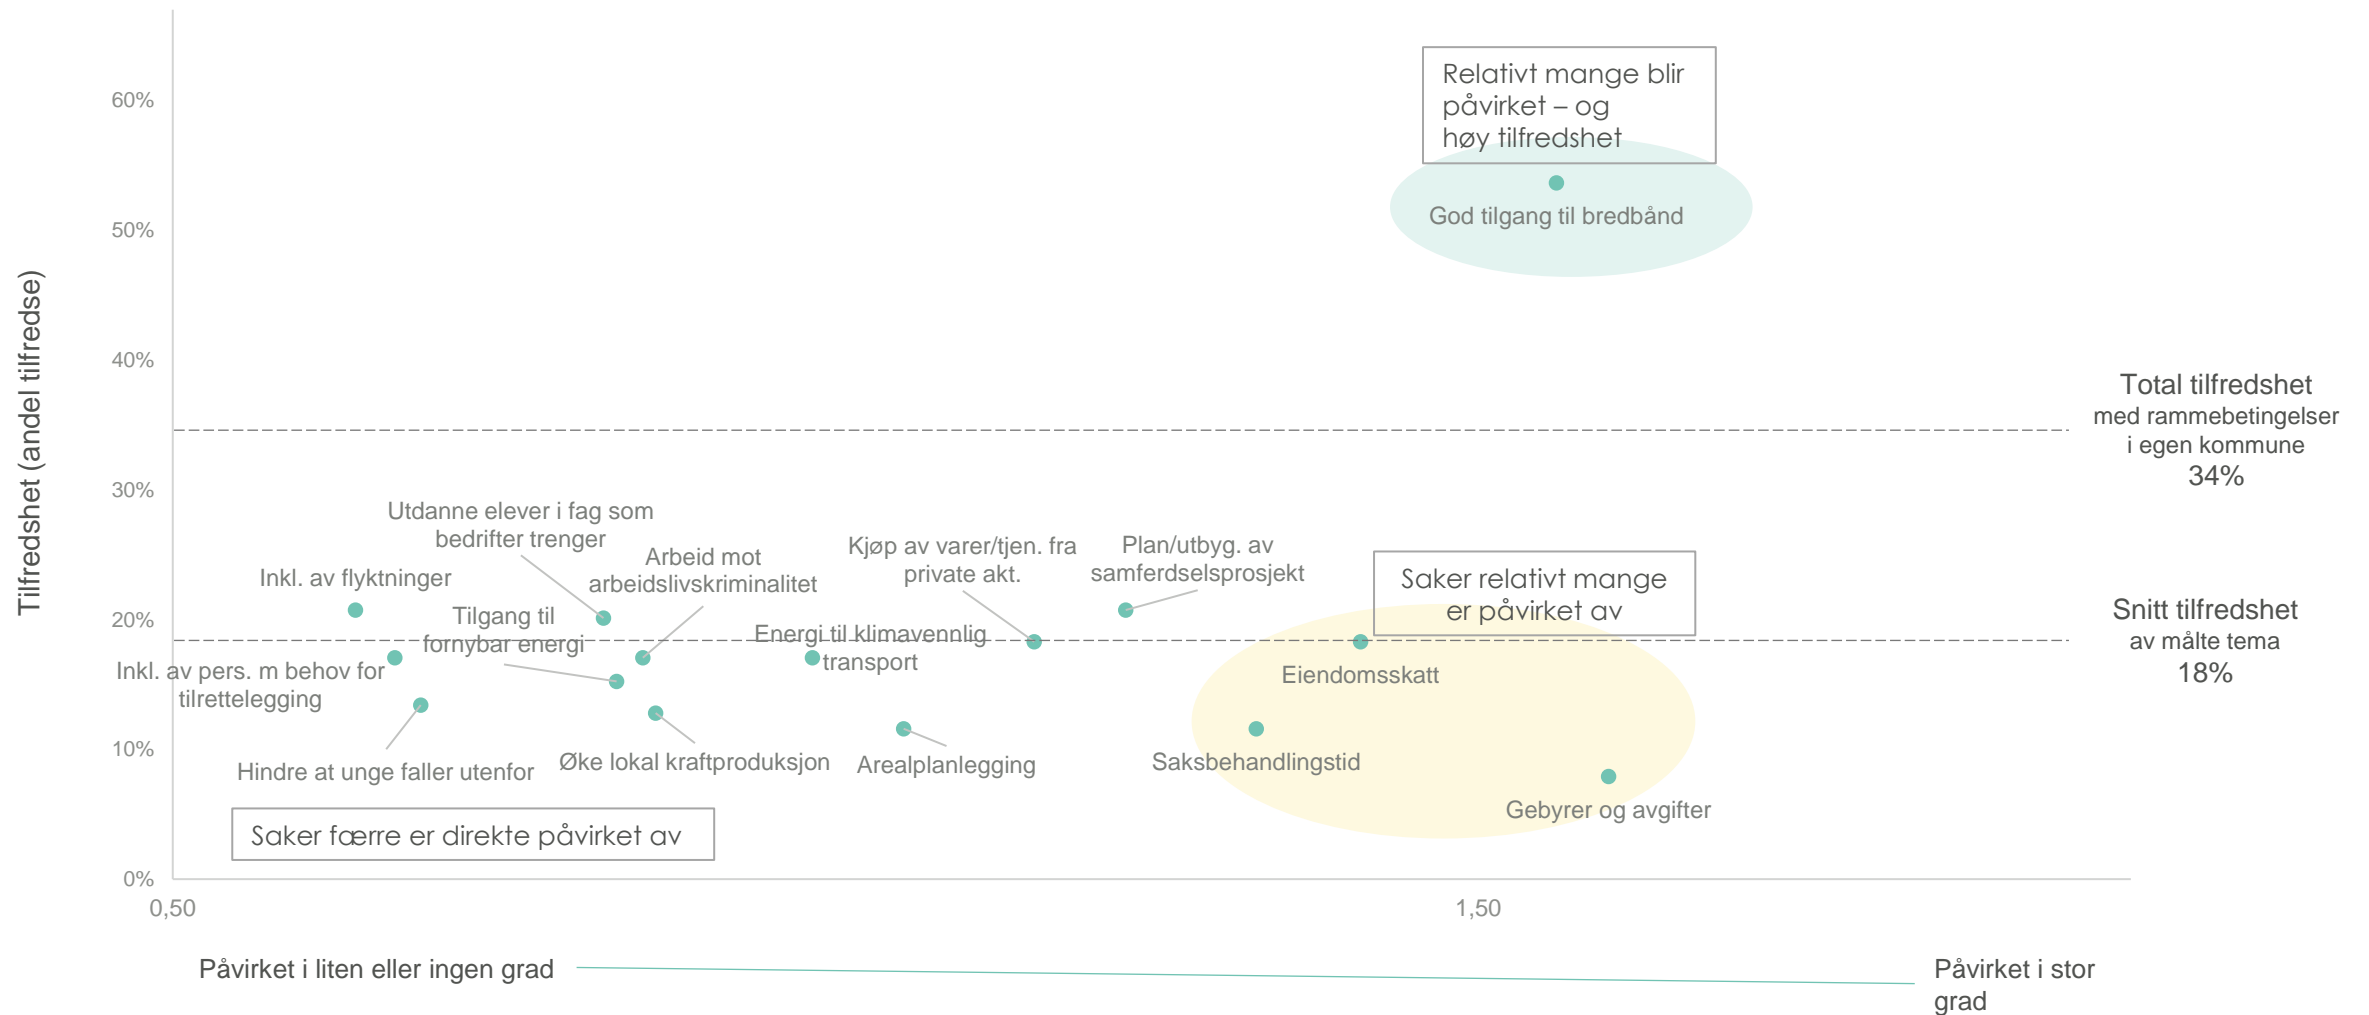 Relativt mange blir
påvirket – og
høy tilfredshet
God tilgang til bredbånd
60%
50%
40%
30%
20%
10%
0%
Tilfredshet (andel tilfredse)
Total tilfredshet
med rammebetingelser
i egen kommune
34%
Utdanne elever i fag som
bedrifter trenger
Arbeid mot
arbeidslivskriminalitet
Kjøp av varer/tjen. fra
private akt.
Plan/utbyg. av
samferdselsprosjekt
Inkl. av flyktninger
Saker relativt mange
er påvirket av
Tilgang til
fornybar energi
Energi til klimavennlig
transport
Snitt tilfredshet
av målte tema
18%
Inkl. av pers. m behov for
tilrettelegging
Eiendomsskatt
Hindre at unge faller utenfor
Øke lokal kraftproduksjon
Arealplanlegging
Saksbehandlingstid
Gebyrer og avgifter
Saker færre er direkte påvirket av
0,50
1,50
Påvirket i liten eller ingen grad
Påvirket i stor
grad